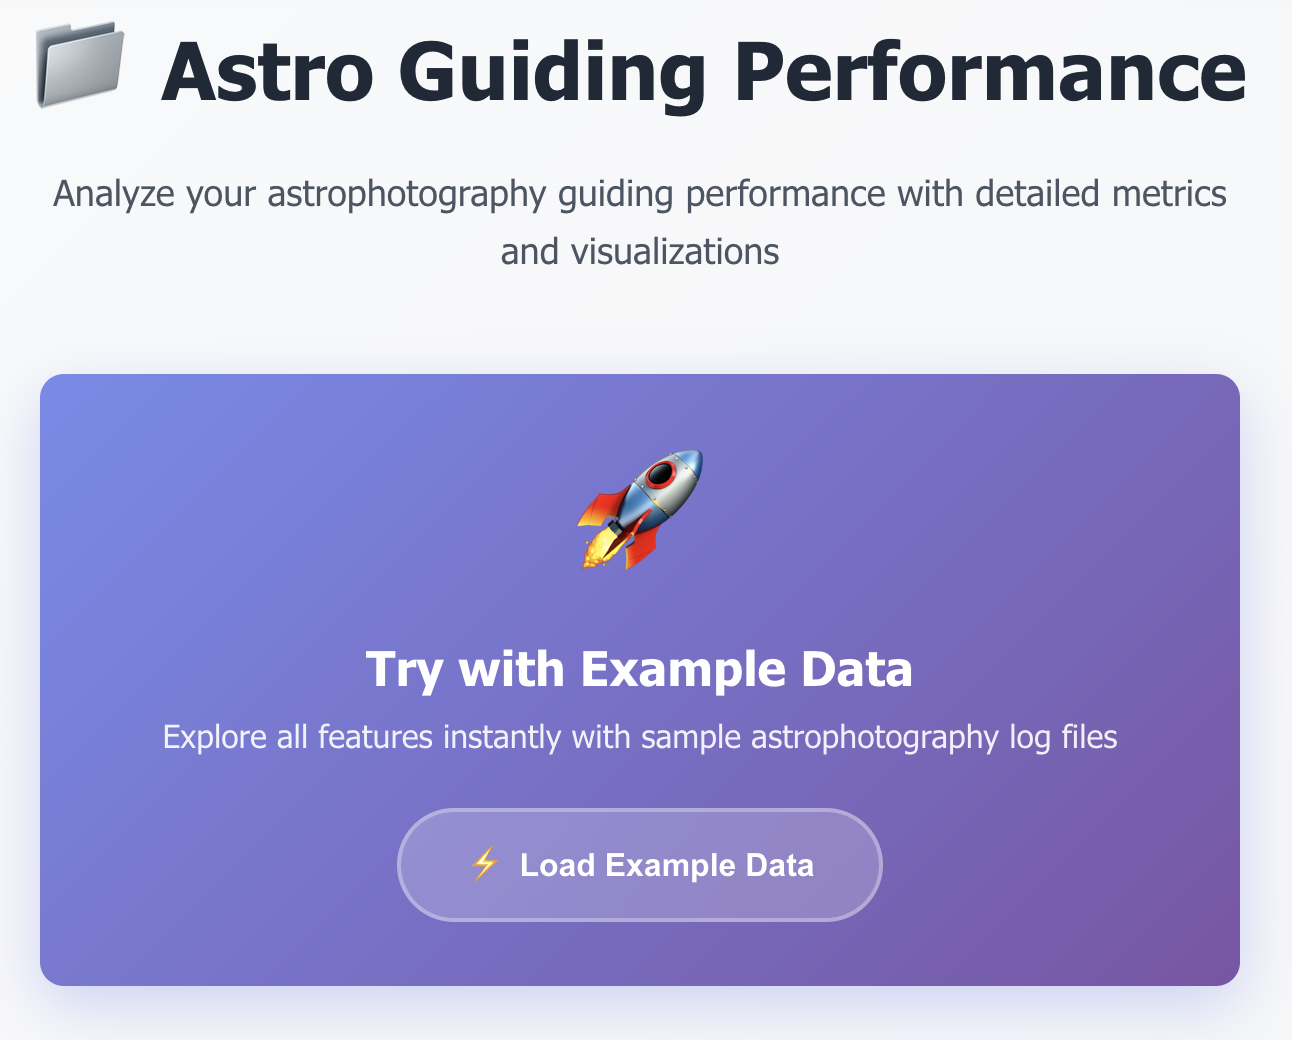 Astro Guiding Performance
Analyze your astrophotography guiding performance with detailed metrics
and visualizations
Try with Example Data
Explore all features instantly with sample astrophotography log files
Load Example Data